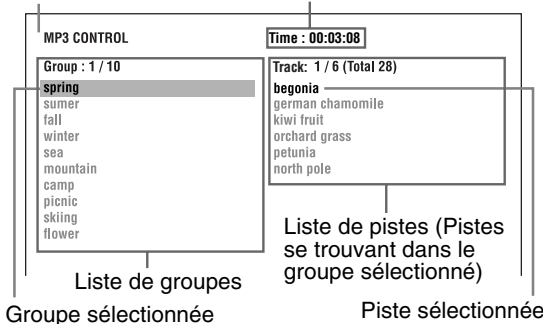 MP3 CONTROL
Time : 00:03:08
Group : 1 / 10
spring
sumer
fall
winter
sea
mountain
camp
picnic
skiing
flower
Track: 1 / 6 (Total 28)
begonia
german chamomile
kiwi fruit
orchard grass
petunia
north pole
Liste de pistes (Pistes
se trouvant dans le
groupe sélectionné)
Liste de groupes
Groupe sélectionnée
Piste sélectionnée